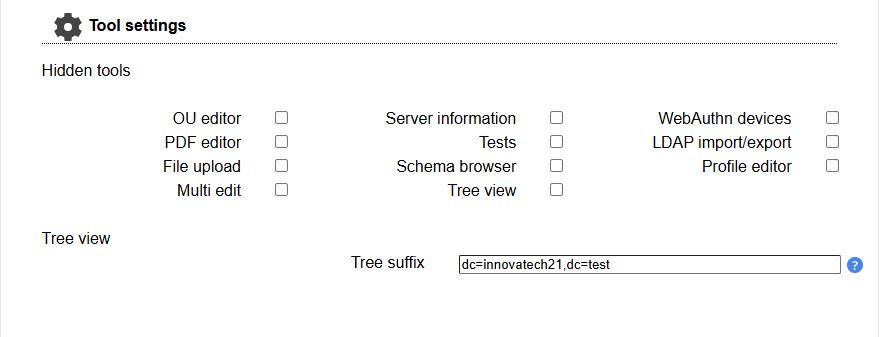 Tool settings
Hidden tools
OU editor Server information WebAuthn devices
PDF editor Tests LDAP import/export
File upload Schema browser Profile editor
Multi edit Tree view
Tree view
Tree suffix dc=innovatech21,dc=test ?